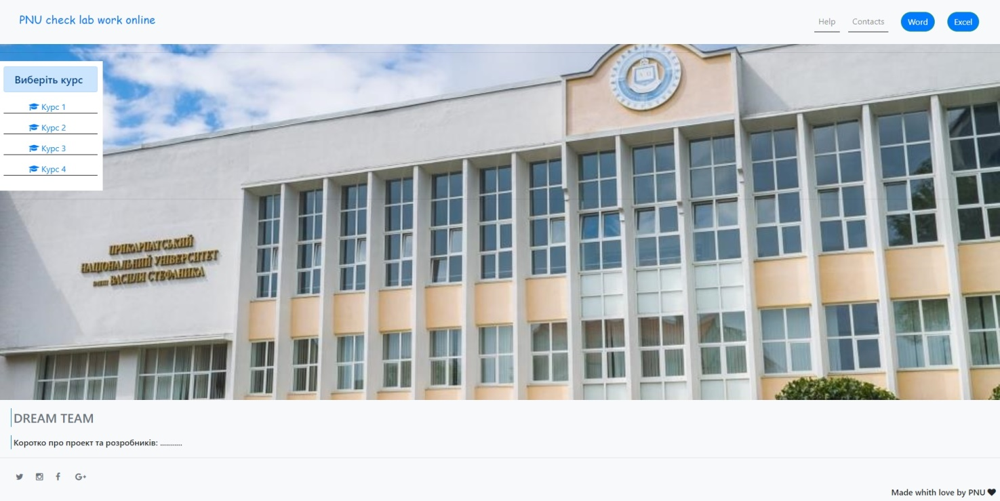 PNU check lab work online
Help
Contacts
Word
Excel
Виберіть курс
Курс 1
Курс 2
Курс 3
Курс 4
ПРИКАРПАТСЬКИЙ
НАЦІОНАЛЬНИЙ УНІВЕРСИТЕТ
ІМЕНІ ВАСИЛЯ СТЕФАНИКА
DREAM TEAM
Коротко про проект та розробників: ...........
G+
Made whith love by PNU